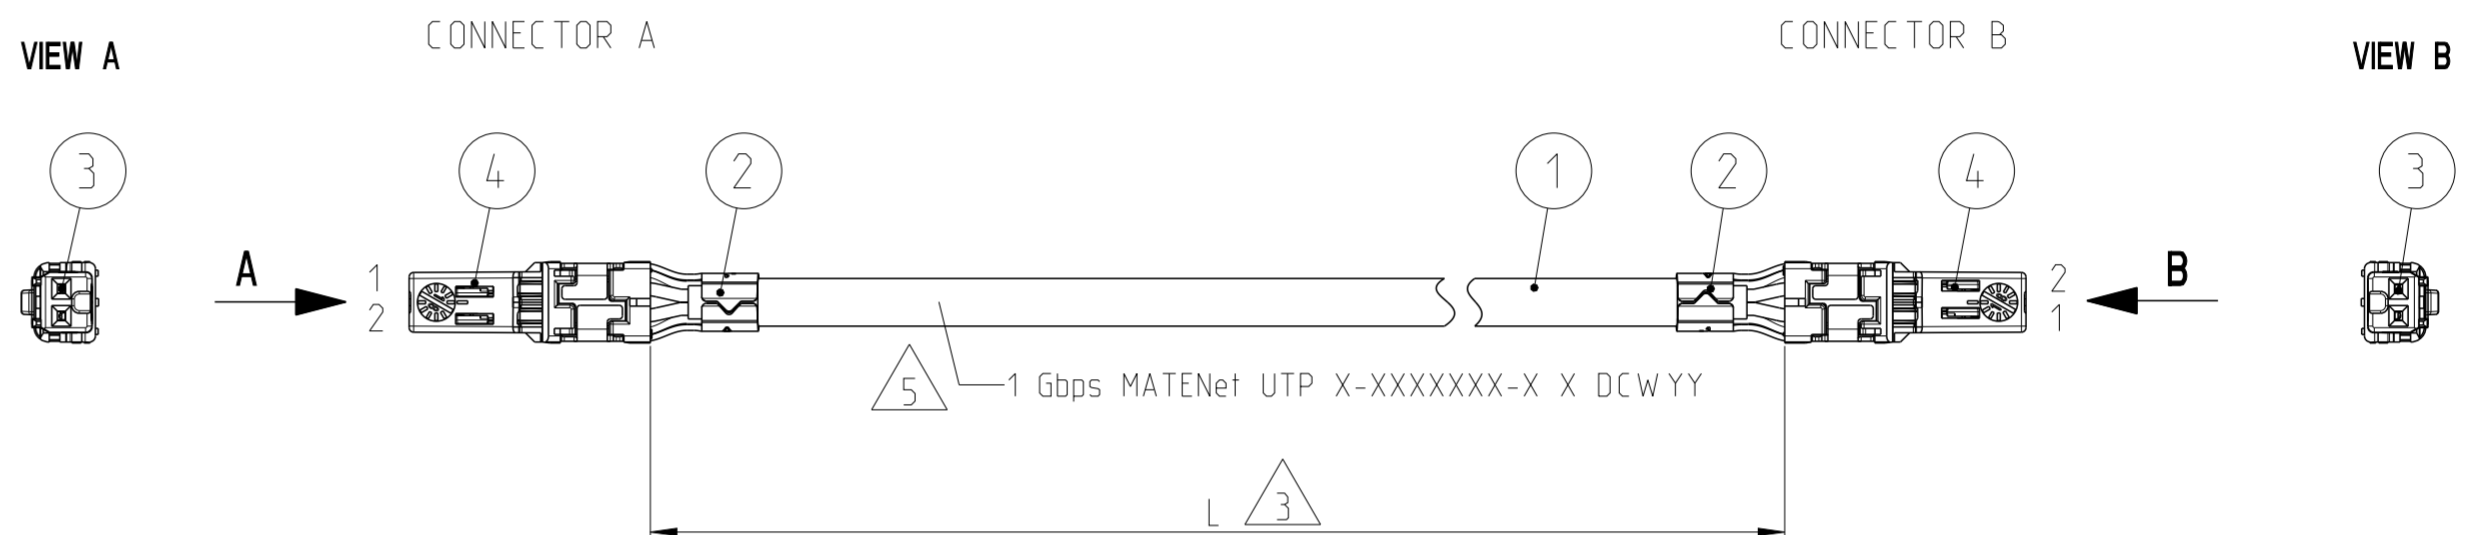 CONNECTOR A
CONNECTOR B
VIEW A
VIEW B
3
4
2
1
2
4
3
A
1
2
2
1
B
5
1 Gbps MATENet UTP X-XXXXXXX-X X DCWYY
L
3